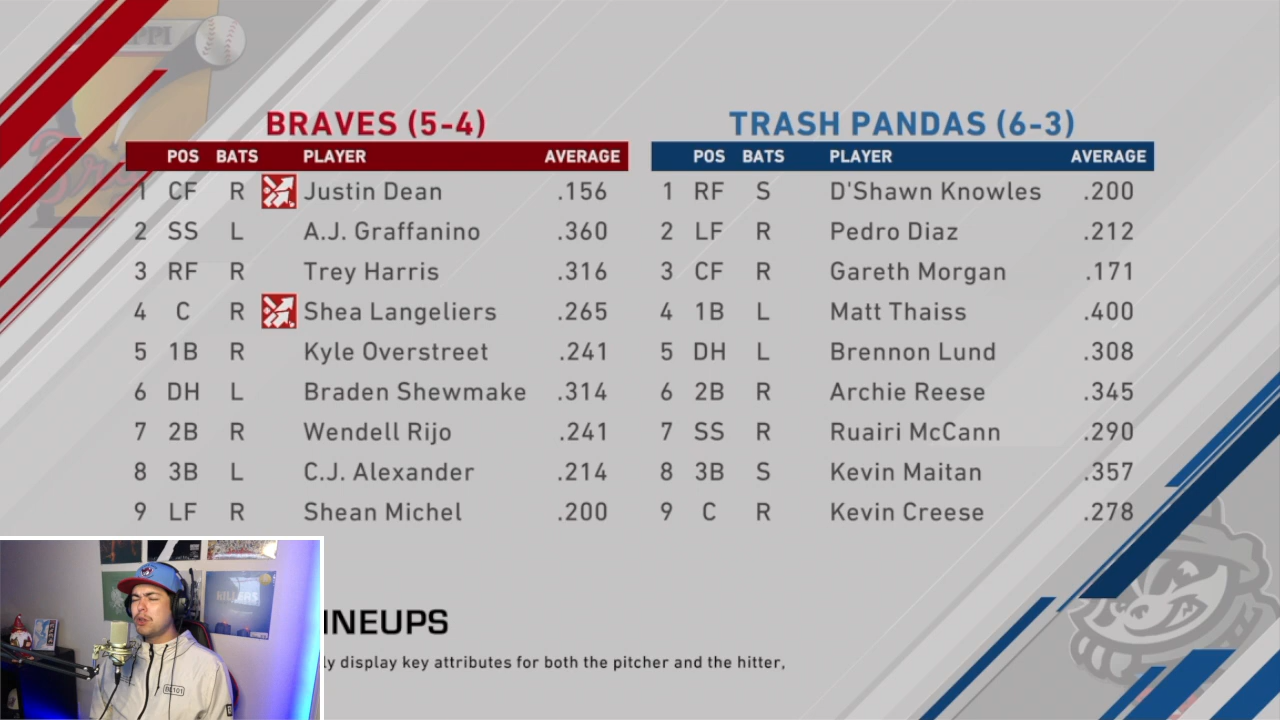 BRAVES (5-4)
POS BATS PLAYER AVERAGE
1 CF R Justin Dean .156
2 SS L A.J. Graffanino .360
3 RF R Trey Harris .316
4 C R Shea Langeliers .265
5 1B R Kyle Overstreet .241
6 DH L Braden Shewmake .314
7 2B R Wendell Rijo .241
8 3B L C.J. Alexander .214
9 LF R Shean Michel .200
TRASH PANDAS (6-3)
POS BATS PLAYER AVERAGE
1 RF S D'Shawn Knowles .200
2 LF R Pedro Diaz .212
3 CF R Gareth Morgan .171
4 1B L Matt Thaiss .400
5 DH L Brennon Lund .308
6 2B R Archie Reese .345
7 SS R Ruairi McCann .290
8 3B S Kevin Maitan .357
9 C R Kevin Creese .278
INEUPS
ly display key attributes for both the pitcher and the hitter,
KILLERS